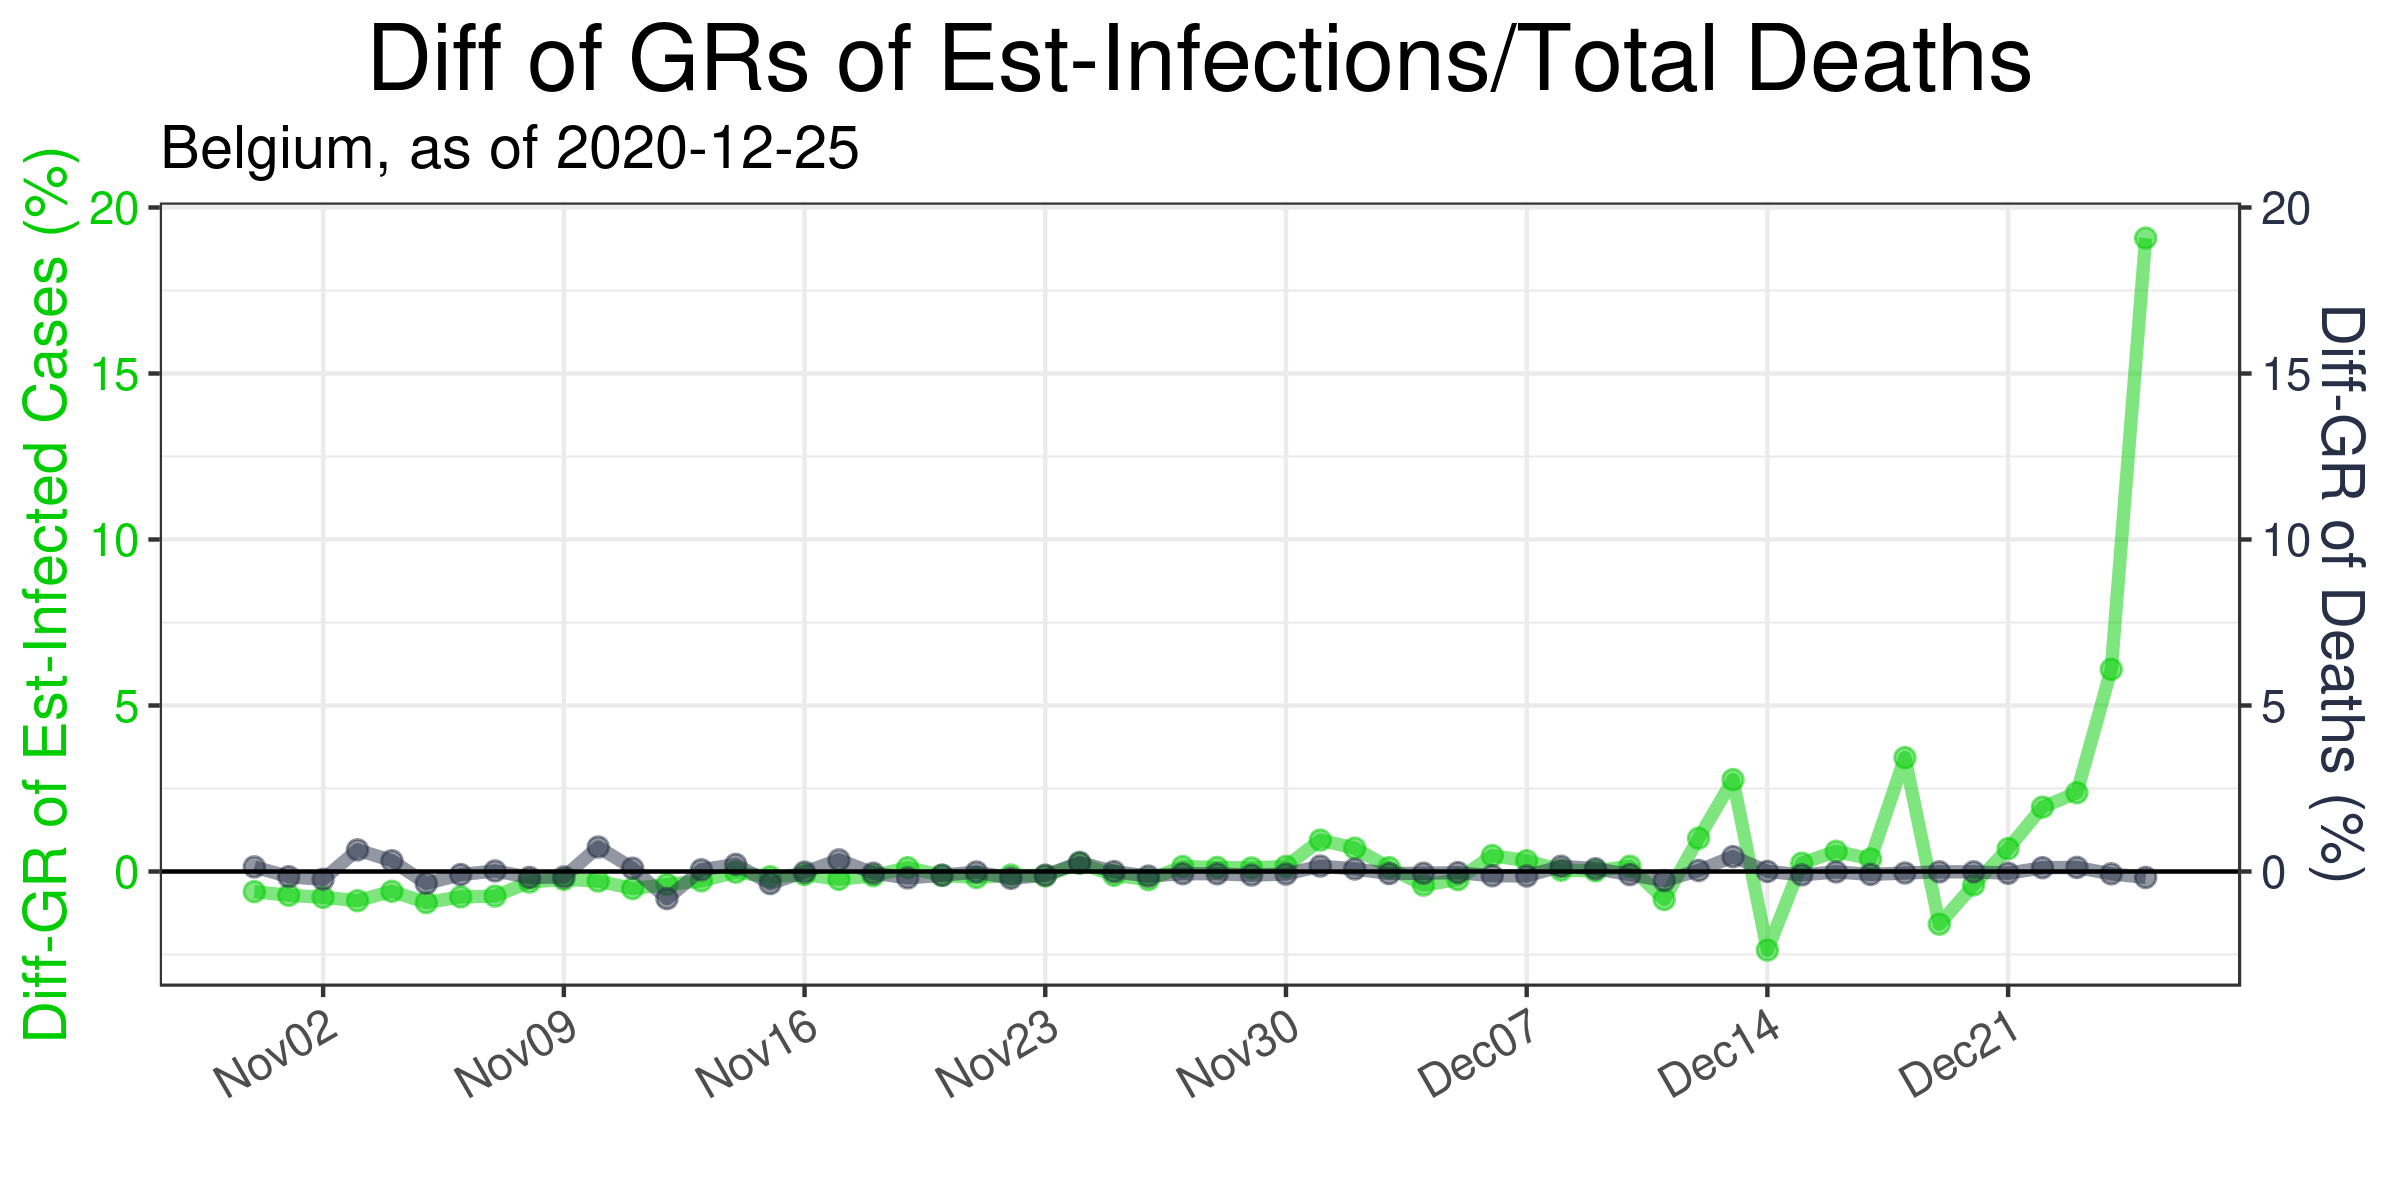 Diff of GRs of Est-Infections/Total Deaths
Belgium, as of 2020-12-25
Diff-GR of Est-Infected Cases (%)
20
15
10
5
0
20
15
10
5
0
Diff-GR of Deaths (%)
Nov02
Nov09
Nov16
Nov23
Nov30
Dec07
Dec14
Dec21